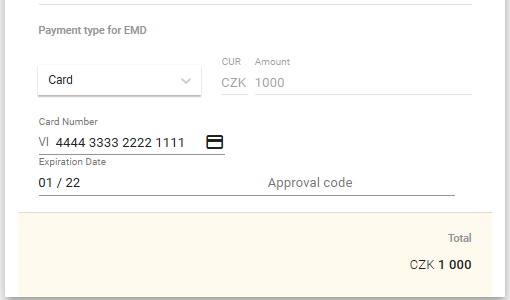 Payment type for EMD
CUR Amount
Card CZK 1000
Card Number
VI 4444 3333 2222 1111
Expiration Date
01 / 22 Approval code
Total
CZK 1 000